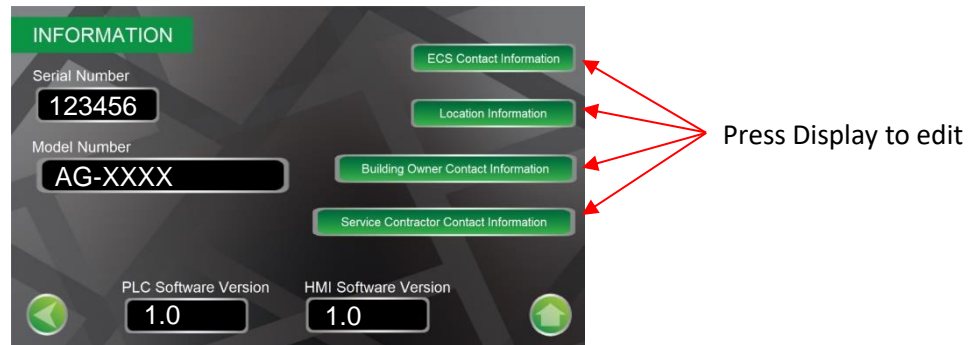 INFORMATION
ECS Contact Information
Serial Number
123456
Location Information
Press Display to edit
Model Number
AG-XXXX
Building Owner Contact Information
Service Contractor Contact Information
PLC Software Version
HMI Software Version
1.0
1.0